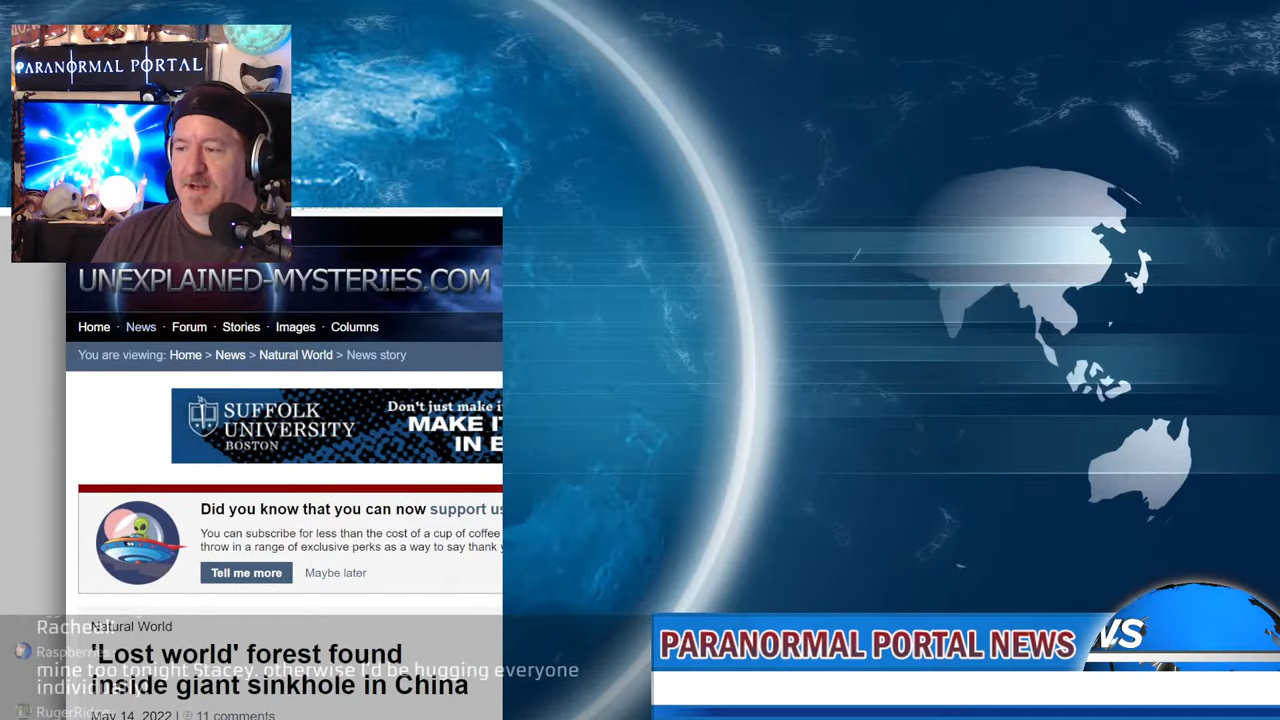 PARANORMAL PORTAL
UNEXPLAINED-MYSTERIES.COM
Home · News · Forum · Stories · Images · Columns
You are viewing: Home > News > Natural World > News story
SUFFOLK
UNIVERSITY
BOSTON
Don't just make i
MAKE IT
IN E
Did you know that you can now support us
You can subscribe for less than the cost of a cup of coffee
throw in a range of exclusive perks as a way to say thank y
Tell me more
Maybe later
Natural World
'Lost world' forest found
inside giant sinkhole in China
May 14, 2022 | 11 comments
Racheal!
Raspberries
mine too tonight Stacey, otherwise I'd be hugging everyone
RugerRidge
PARANORMAL PORTAL NEWS
WS